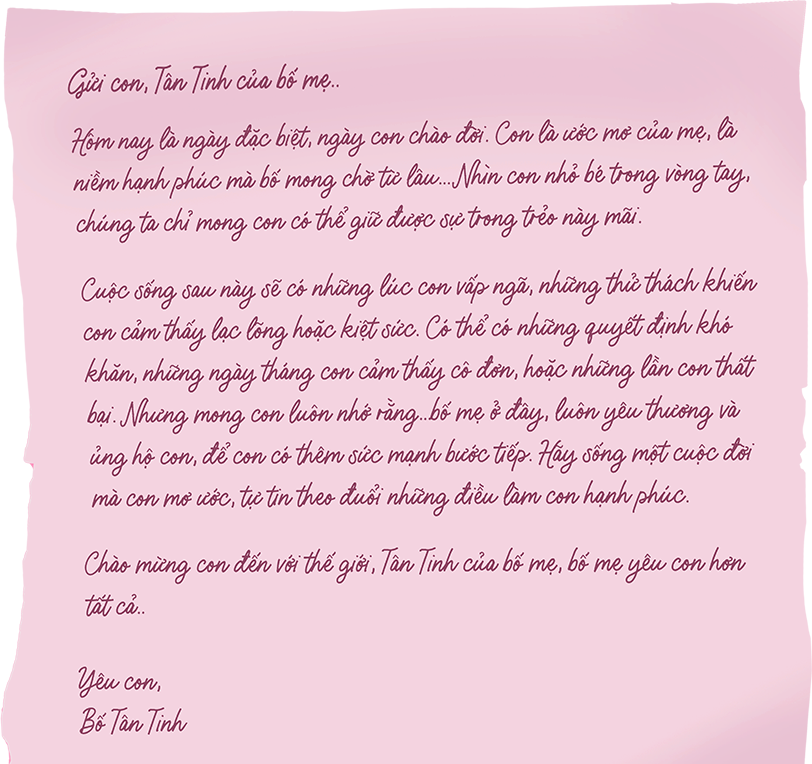 Gửi con, Tân Tinh của bố mẹ..
Hôm nay là ngày đặc biệt, ngày con chào đời. Con là ước mơ của mẹ, là
niềm hạnh phúc mà bố mong chờ từ lâu...Nhìn con nhỏ bé trong vòng tay,
chúng ta chỉ mong con có thể giữ được sự trong trẻo này mãi.
Cuộc sống sau này sẽ có những lúc con vấp ngã, những thử thách khiến
con cảm thấy lạc lõng hoặc kiệt sức. Có thể có những quyết định khó
khăn, những ngày tháng con cảm thấy cô đơn, hoặc những lần con thất
bại. Nhưng mong con luôn nhớ rằng...bố mẹ ở đây, luôn yêu thương và
ủng hộ con, để con có thêm sức mạnh bước tiếp. Hãy sống một cuộc đời
mà con mơ ước, tự tin theo đuổi những điều làm con hạnh phúc.
Chào mừng con đến với thế giới, Tân Tinh của bố mẹ, bố mẹ yêu con hơn
tất cả..
Yêu con,
Bố Tân Tinh